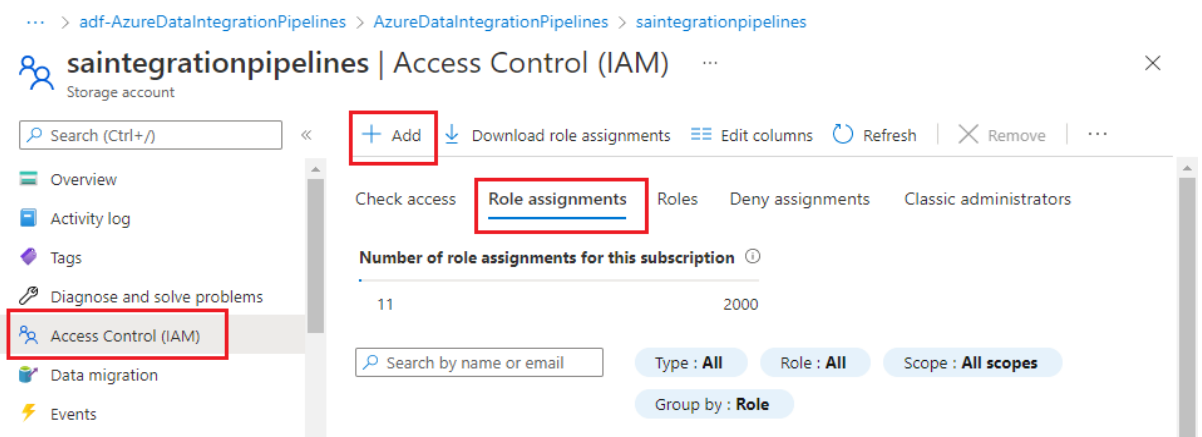 ··· > adf-AzureDataIntegrationPipelines > AzureDataIntegrationPipelines > saintegrationpipelines
saintegrationpipelines | Access Control (IAM) ···
Storage account
Search (Ctrl+/)
Add Download role assignments Edit columns Refresh Remove ···
Overview
Activity log
Tags
Diagnose and solve problems
Access Control (IAM)
Data migration
Events
Check access Role assignments Roles Deny assignments Classic administrators
Number of role assignments for this subscription
11 2000
Search by name or email Type : All Role : All Scope : All scopes
Group by : Role